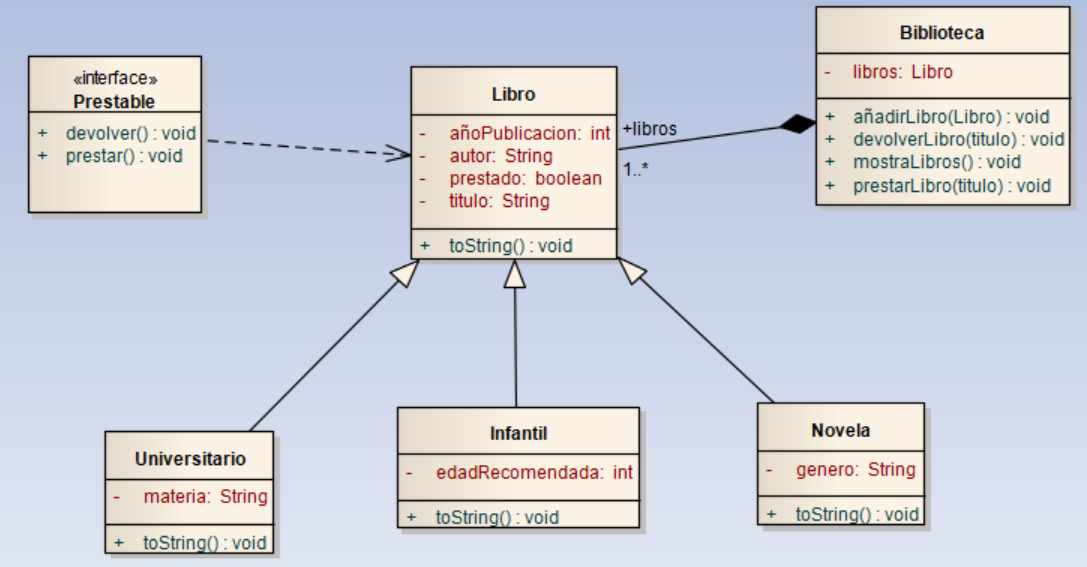 «interface»
Prestable
+ devolver() : void
+ prestar() : void
Libro
- añoPublicacion: int
- autor: String
- prestado: boolean
- titulo: String
+ toString() : void
+libros
1..*
Biblioteca
- libros: Libro
+ añadirLibro(Libro) : void
+ devolverLibro(titulo) : void
+ mostraLibros() : void
+ prestarLibro(titulo) : void
Universitario
- materia: String
+ toString() : void
Infantil
- edadRecomendada: int
+ toString() : void
Novela
- genero: String
+ toString() : void